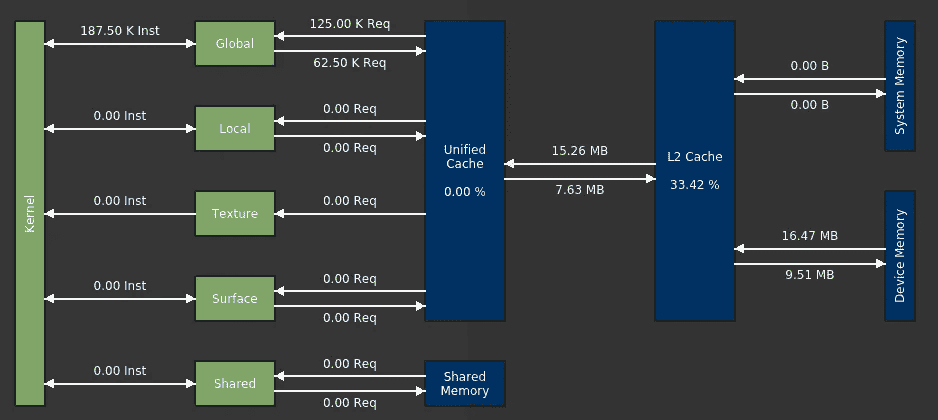 Kernel
187.50 K Inst
Global
125.00 K Req
62.50 K Req
0.00 Inst
Local
0.00 Req
0.00 Req
0.00 Inst
Texture
0.00 Req
0.00 Inst
Surface
0.00 Req
0.00 Req
0.00 Inst
Shared
0.00 Req
0.00 Req
Unified
Cache
0.00 %
Shared
Memory
15.26 MB
7.63 MB
L2 Cache
33.42 %
0.00 B
0.00 B
System Memory
16.47 MB
9.51 MB
Device Memory